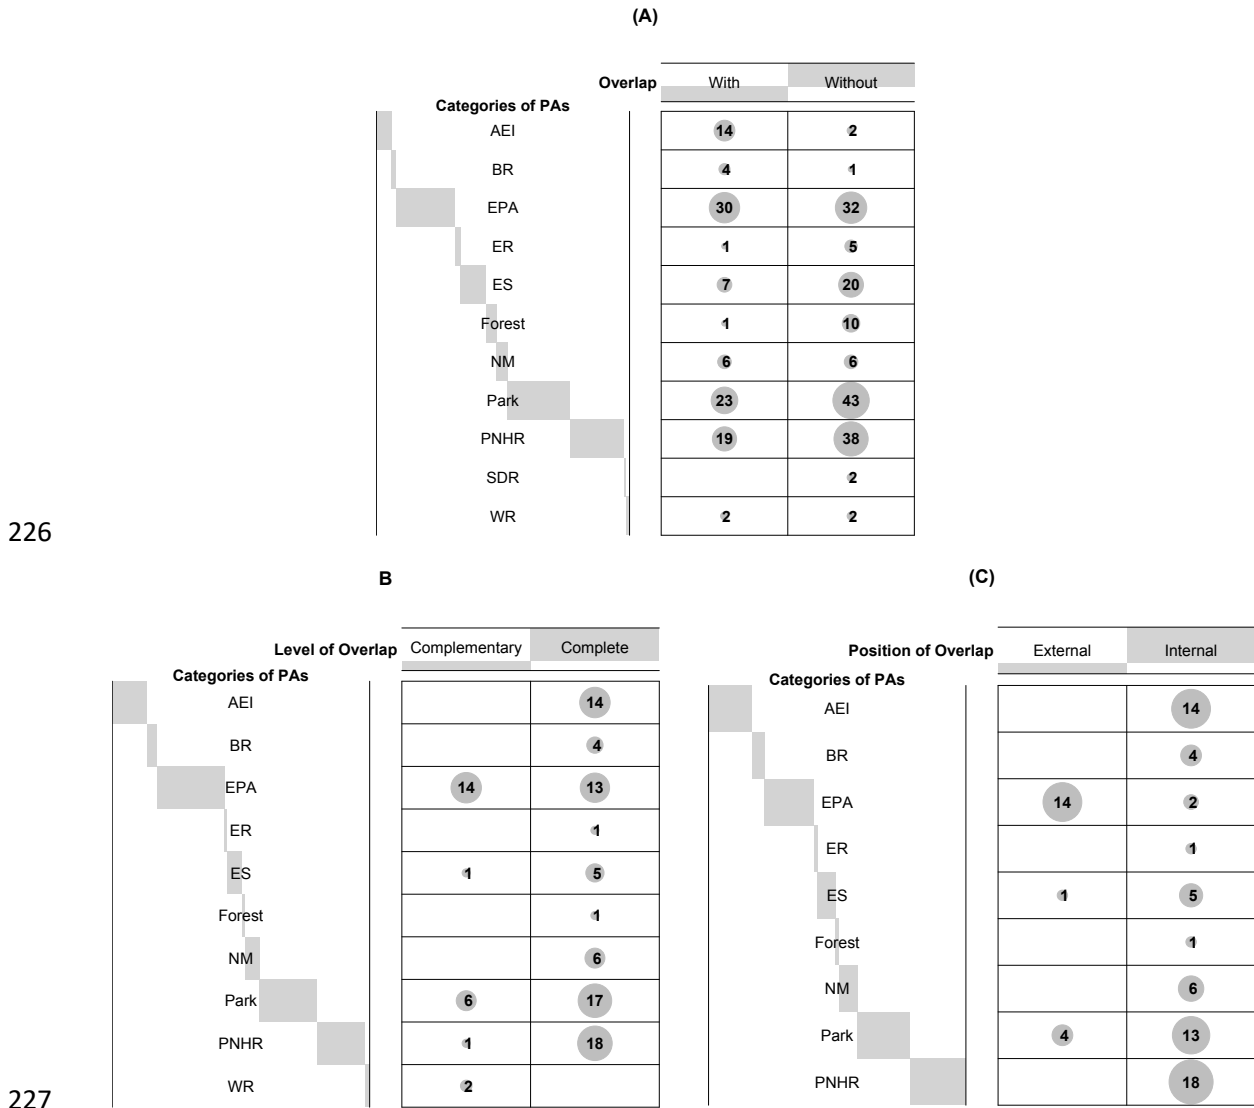 (A)
Overlap With Without
Categories of PAs
AEI 14 2
BR 4 1
EPA 30 32
ER 1 5
ES 7 20
Forest 1 10
NM 6 6
Park 23 43
PNHR 19 38
SDR 2
WR 2 2
226
B
Level of Overlap Complementary Complete
Categories of PAs
AEI 14
BR 4
EPA 14 13
ER 1
ES 1 5
Forest 1
NM 6
Park 6 17
PNHR 1 18
WR 2
(C)
Position of Overlap External Internal
Categories of PAs
AEI 14
BR 4
EPA 14 2
ER 1
ES 1 5
Forest 1
NM 6
Park 4 13
PNHR 18
227